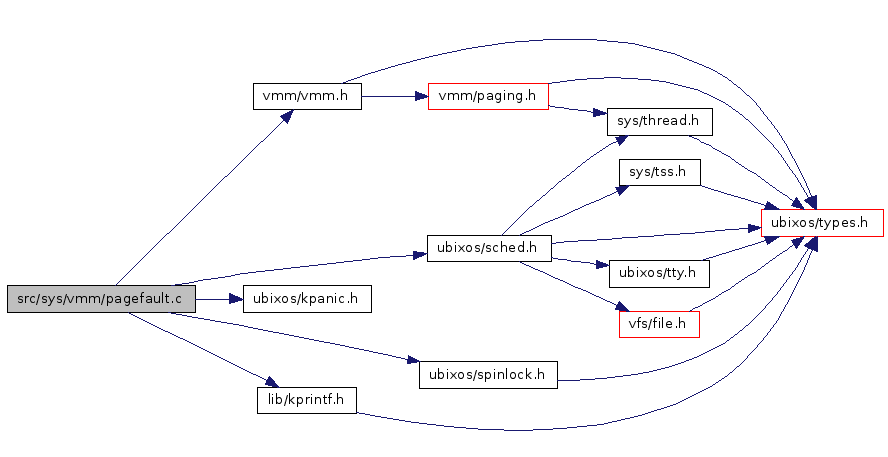 vmm/vmm.h
vmm/paging.h
sys/thread.h
sys/tss.h
ubixos/types.h
ubixos/sched.h
ubixos/tty.h
src/sys/vmm/pagefault.c
ubixos/kpanic.h
vfs/file.h
ubixos/spinlock.h
lib/kprintf.h